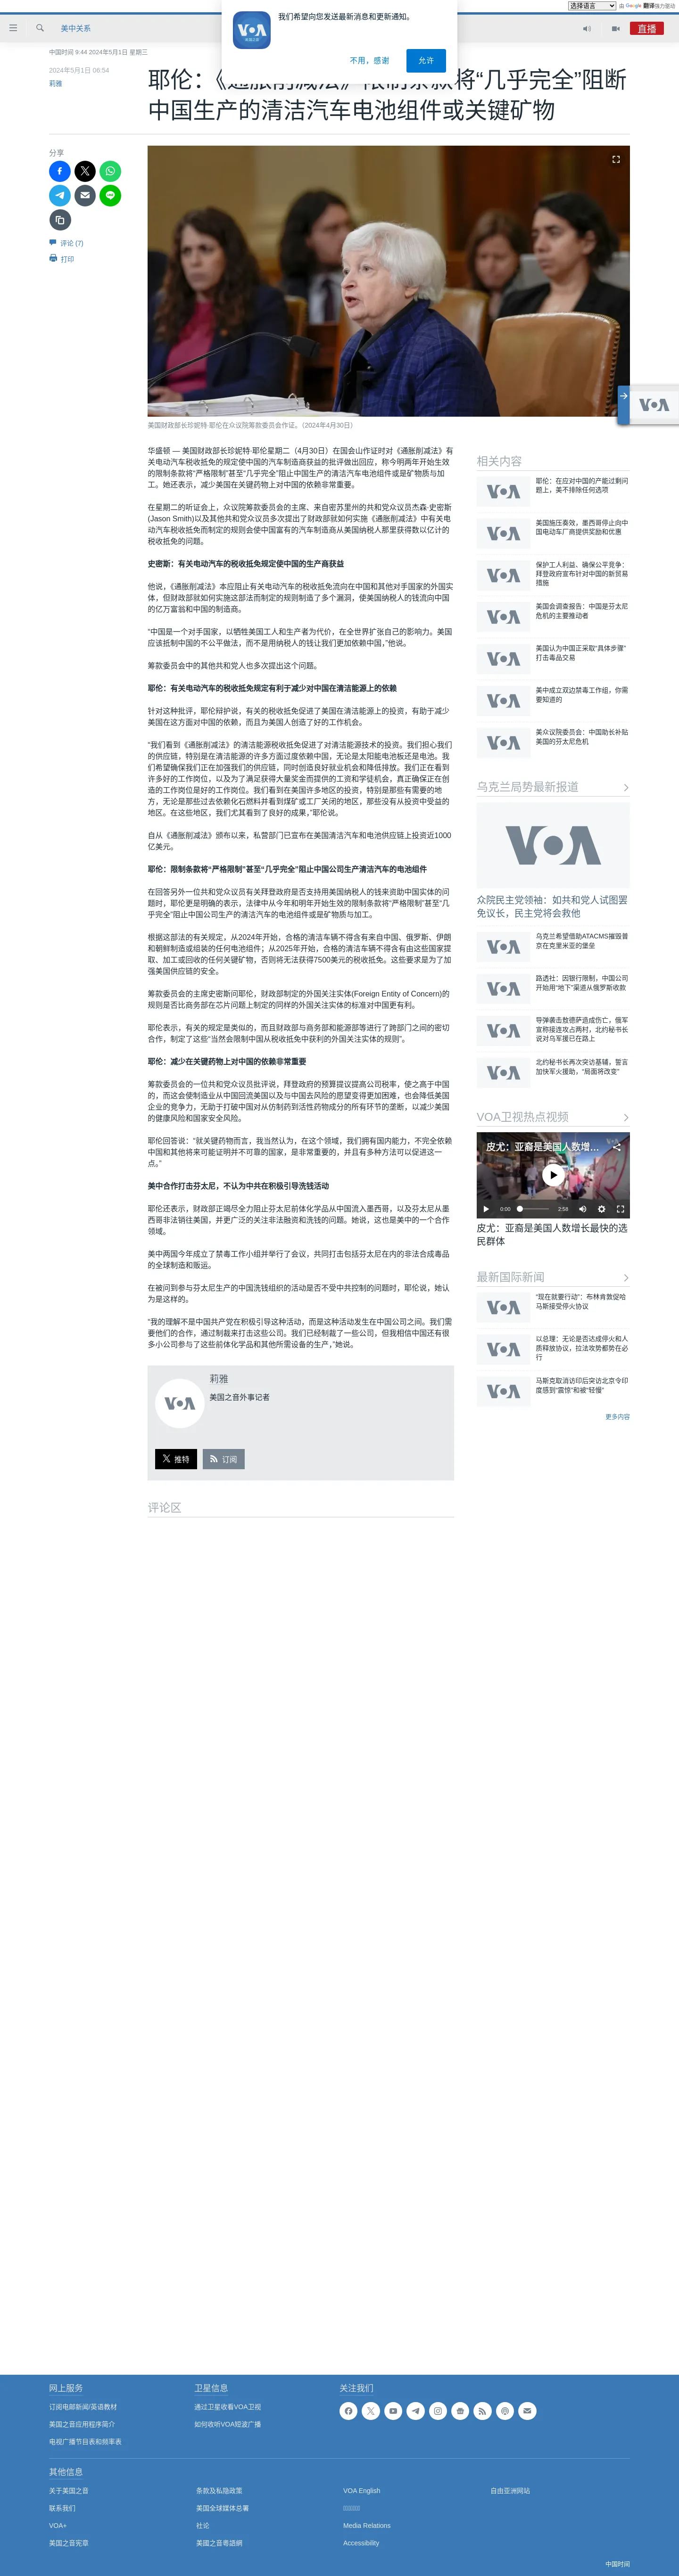 选择语言 由 Google 翻译强力驱动
我们希望向您发送最新消息和更新通知。
不用，感谢
允许
美中关系
直播
中国时间 9:44 2024年5月1日 星期三
2024年5月1日 06:54
莉雅
耶伦：《通胀削减法》限制条款将“几乎完全”阻断
中国生产的清洁汽车电池组件或关键矿物
分享
评论 (7)
打印
美国财政部长珍妮特·耶伦在众议院筹款委员会作证。（2024年4月30日）
华盛顿 — 美国财政部长珍妮特·耶伦星期二（4月30日）在国会山作证时对《通胀削减法》有
关电动汽车税收抵免的规定使中国的汽车制造商获益的批评做出回应，称今明两年开始生效
的限制条款将“严格限制”甚至“几乎完全”阻止中国生产的清洁汽车电池组件或是矿物质与加
工。她还表示，减少美国在关键药物上对中国的依赖非常重要。
在星期二的听证会上，众议院筹款委员会的主席、来自密苏里州的共和党众议员杰森·史密斯
(Jason Smith)以及其他共和党众议员多次提出了财政部就如何实施《通胀削减法》中有关电
动汽车税收抵免而制定的规则会使中国富有的汽车制造商从美国纳税人那里获得数以亿计的
税收抵免的问题。
史密斯：有关电动汽车的税收抵免规定使中国的生产商获益
他说，《通胀削减法》本应阻止有关电动汽车的税收抵免流向在中国和其他对手国家的外国实
体，但财政部就如何实施这部法而制定的规则制造了多个漏洞，使美国纳税人的钱流向中国
的亿万富翁和中国的制造商。
“中国是一个对手国家，以牺牲美国工人和生产者为代价，在全世界扩张自己的影响力。美国
应该抵制中国的不公平做法，而不是用纳税人的钱让我们更加依赖中国，”他说。
筹款委员会中的其他共和党人也多次提出这个问题。
耶伦：有关电动汽车的税收抵免规定有利于减少对中国在清洁能源上的依赖
针对这种批评，耶伦辩护说，有关的税收抵免促进了美国在清洁能源上的投资，有助于减少
美国在这方面对中国的依赖，而且为美国人创造了好的工作机会。
“我们看到《通胀削减法》的清洁能源税收抵免促进了对清洁能源技术的投资。我们担心我们
的供应链，特别是在清洁能源的许多方面过度依赖中国，无论是太阳能电池板还是电池。我
们希望确保我们正在加强我们的供应链，同时创造良好就业机会和降低排放。我们正在看到
许多好的工作岗位，以及为了满足获得大量奖金而提供的工资和学徒机会，真正确保正在创
造的工作岗位是好的工作岗位。我们看到在美国许多地区的投资，特别是那些有需要的地
方，无论是那些过去依赖化石燃料并看到煤矿或工厂关闭的地区，那些没有从投资中受益的
地区。在这些地区，我们尤其看到了良好的成果，”耶伦说。
自从《通胀削减法》颁布以来，私营部门已宣布在美国清洁汽车和电池供应链上投资近1000
亿美元。
耶伦：限制条款将“严格限制”甚至“几乎完全”阻止中国公司生产清洁汽车的电池组件
在回答另外一位共和党众议员有关拜登政府是否支持用美国纳税人的钱来资助中国实体的问
题时，耶伦更是明确的表示，法律中从今年和明年开始生效的限制条款将“严格限制”甚至“几
乎完全”阻止中国公司生产的清洁汽车的电池组件或是矿物质与加工。
根据这部法的有关规定，从2024年开始，合格的清洁车辆不得含有来自中国、俄罗斯、伊朗
和朝鲜制造或组装的任何电池组件；从2025年开始，合格的清洁车辆不得含有由这些国家提
取、加工或回收的任何关键矿物，否则将无法获得7500美元的税收抵免。这些要求是为了加
强美国供应链的安全。
筹款委员会的主席史密斯问耶伦，财政部制定的外国关注实体(Foreign Entity of Concern)的
规则是否比商务部在芯片问题上制定的同样的外国关注实体的标准对中国更有利。
耶伦表示，有关的规定是类似的，而且财政部与商务部和能源部等进行了跨部门之间的密切
合作，制定了这些“当然会限制中国从税收抵免中获利的外国关注实体的规则”。
耶伦：减少在关键药物上对中国的依赖非常重要
筹款委员会的一位共和党众议员批评说，拜登政府的预算提议提高公司税率，使之高于中国
的，而这会使制造业从中国回流美国以及与中国去风险的愿望变得更加困难，也会降低美国
企业的竞争力，无助于打破中国对从仿制药到活性药物成分的所有环节的垄断，以减少美国
的健康风险和国家安全风险。
耶伦回答说：“就关键药物而言，我当然认为，在这个领域，我们拥有国内能力，不完全依赖
中国和其他将来可能证明并不可靠的国家，是非常重要的，并且有多种方法可以促进这一
点。”
美中合作打击芬太尼，不认为中共在积极引导洗钱活动
耶伦还表示，财政部正竭尽全力阻止芬太尼前体化学品从中国流入墨西哥，以及芬太尼从墨
西哥非法销往美国，并更广泛的关注非法融资和洗钱的问题。她说，这也是美中的一个合作
领域。
美中两国今年成立了禁毒工作小组并举行了会议，共同打击包括芬太尼在内的非法合成毒品
的全球制造和贩运。
在被问到参与芬太尼生产的中国洗钱组织的活动是否不受中共控制的问题时，耶伦说，她认
为是这样的。
“我的理解不是中国共产党在积极引导这种活动，而是这种活动发生在中国公司之间。我们需
要他们的合作，通过制裁来打击这些公司。我们已经制裁了一些公司，但我相信中国还有很
多小公司参与了这些前体化学品和其他所需设备的生产，”她说。
莉雅
美国之音外事记者
推特
订阅
评论区
相关内容
耶伦：在应对中国的产能过剩问
题上，美不排除任何选项
美国施压奏效，墨西哥停止向中
国电动车厂商提供奖励和优惠
保护工人利益、确保公平竞争：
拜登政府宣布针对中国的新贸易
措施
美国会调查报告：中国是芬太尼
危机的主要推动者
美国认为中国正采取“具体步骤”
打击毒品交易
美中成立双边禁毒工作组，你需
要知道的
美众议院委员会：中国助长补贴
美国的芬太尼危机
乌克兰局势最新报道
众院民主党领袖：如共和党人试图罢
免议长，民主党将会救他
乌克兰希望借助ATACMS摧毁普
京在克里米亚的堡垒
路透社：因银行限制，中国公司
开始用“地下”渠道从俄罗斯收款
导弹袭击敖德萨造成伤亡，俄军
宣称接连攻占两村，北约秘书长
说对乌军援已在路上
北约秘书长再次突访基辅，誓言
加快军火援助，“局面将改变”
VOA卫视热点视频
皮尤：亚裔是美国人数增…
0:00
2:58
皮尤：亚裔是美国人数增长最快的选
民群体
最新国际新闻
“现在就要行动”：布林肯敦促哈
马斯接受停火协议
以总理：无论是否达成停火和人
质释放协议，拉法攻势都势在必
行
马斯克取消访印后突访北京令印
度感到“震惊”和被“轻慢”
更多内容
网上服务
订阅电邮新闻/英语教材
美国之音应用程序简介
电视广播节目表和频率表
卫星信息
通过卫星收看VOA卫视
如何收听VOA短波广播
关注我们
其他信息
关于美国之音
联系我们
VOA+
美国之音宪章
条款及私隐政策
美国全球媒体总署
社论
美國之音粵語網
VOA English
Media Relations
Accessibility
自由亚洲网站
中国时间